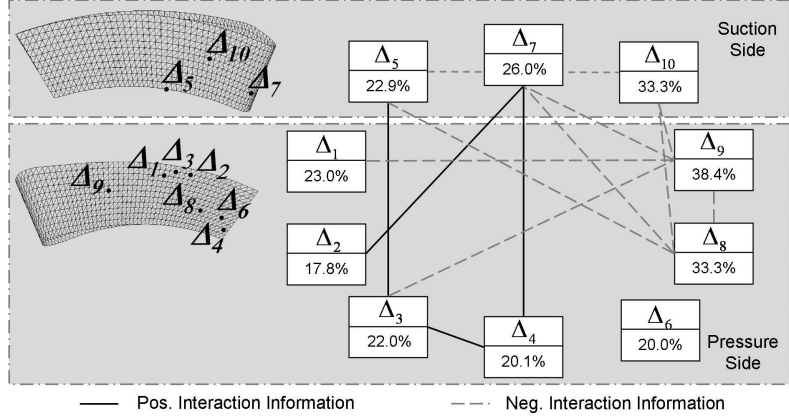 Suction
Side
Δ10
Δ5
Δ7
Δ5
22.9%
Δ7
26.0%
Δ10
33.3%
Δ1
Δ3
Δ2
Δ9
Δ8
Δ6
Δ4
Δ1
23.0%
Δ9
38.4%
Δ2
17.8%
Δ8
33.3%
Δ3
22.0%
Δ4
20.1%
Δ6
20.0%
Pressure
Side
Pos. Interaction Information
Neg. Interaction Information